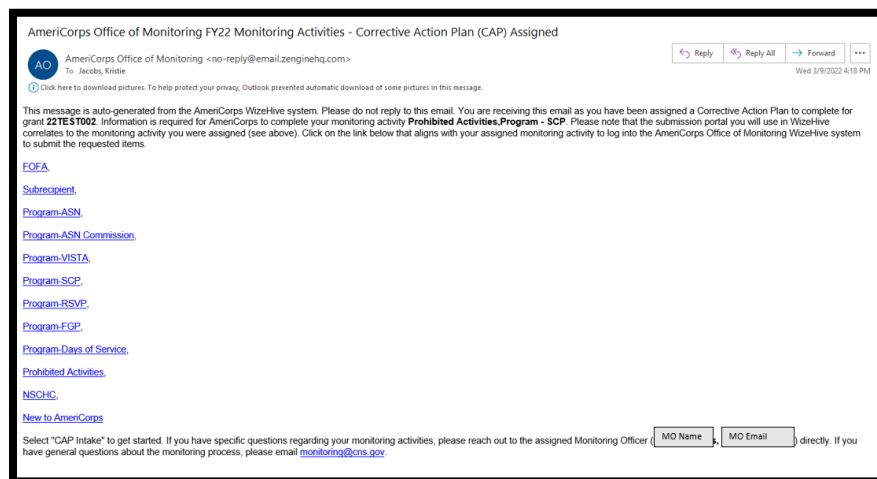 AmeriCorps Office of Monitoring FY22 Monitoring Activities - Corrective Action Plan (CAP) Assigned
AO
AmeriCorps Office of Monitoring <no-reply@email.zenginehq.com>
To Jacobs, Kristie
Reply
Reply All
Forward
Wed 3/9/2022 4:18 PM
Click here to download pictures. To help protect your privacy, Outlook prevented automatic download of some pictures in this message.
This message is auto-generated from the AmeriCorps WizeHive system. Please do not reply to this email. You are receiving this email as you have been assigned a Corrective Action Plan to complete for
grant 22TEST002. Information is required for AmeriCorps to complete your monitoring activity Prohibited Activities,Program - SCP. Please note that the submission portal you will use in WizeHive
correlates to the monitoring activity you were assigned (see above). Click on the link below that aligns with your assigned monitoring activity to log into the AmeriCorps Office of Monitoring WizeHive system
to submit the requested items.
FOFA,
Subrecipient,
Program-ASN,
Program-ASN Commission,
Program-VISTA,
Program-SCP,
Program-RSVP,
Program-FGP,
Program-Days of Service,
Prohibited Activities,
NSCHC,
New to AmeriCorps
Select "CAP Intake" to get started. If you have specific questions regarding your monitoring activities, please reach out to the assigned Monitoring Officer ( MO Name s, MO Email ) directly. If you
have general questions about the monitoring process, please email monitoring@cns.gov.